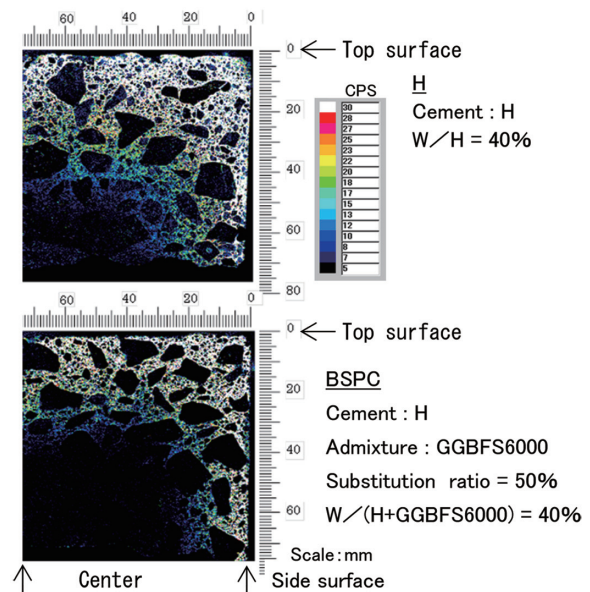 60 40 20 0
0 Top surface
20
40
60
80
CPS
30
28
27
25
23
22
20
18
17
15
13
12
10
8
7
5
H
Cement : H
W／H = 40%
60 40 20 0
0 Top surface
20
40
60
BSPC
Cement : H
Admixture : GGBFS6000
Substitution ratio = 50%
W／(H+GGBFS6000) = 40%
Scale : mm
Center
Side surface